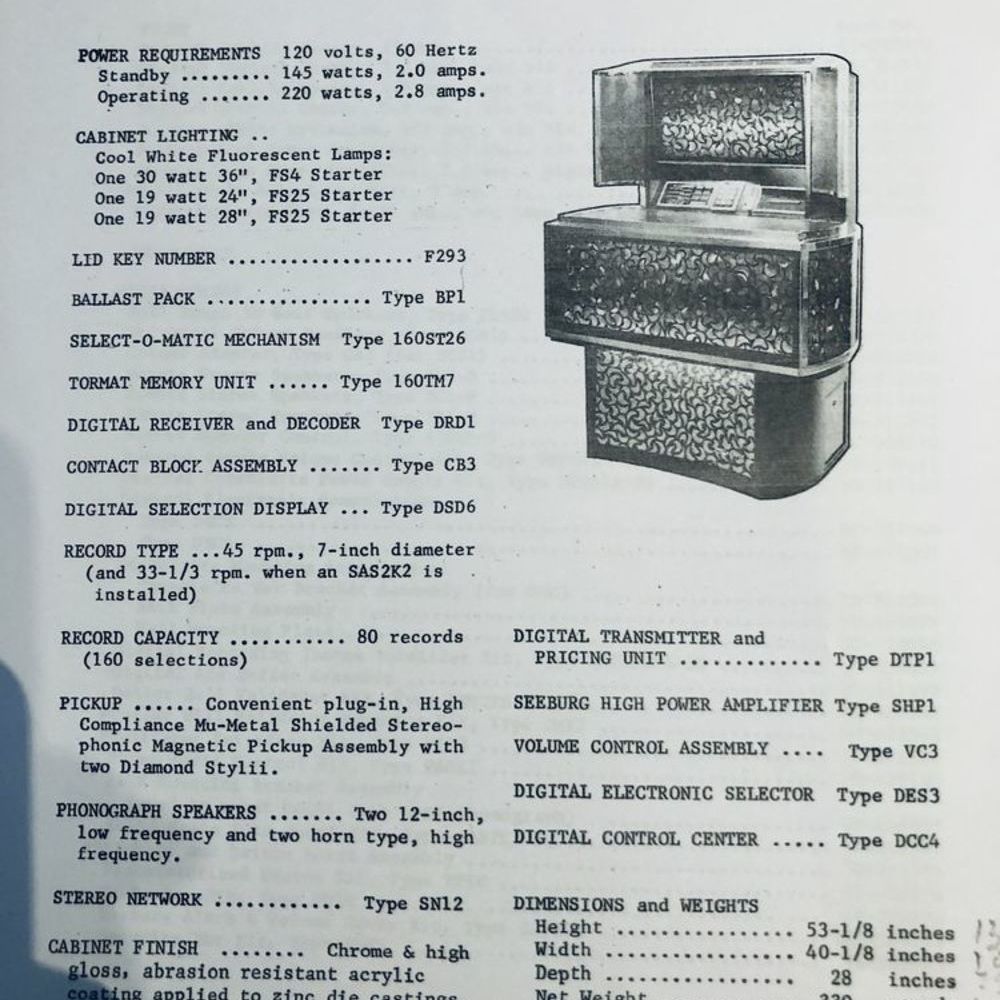 POWER REQUIREMENTS 120 volts, 60 Hertz
Standby ......... 145 watts, 2.0 amps.
Operating ....... 220 watts, 2.8 amps.
CABINET LIGHTING ..
Cool White Fluorescent Lamps:
One 30 watt 36", FS4 Starter
One 19 watt 24", FS25 Starter
One 19 watt 28", FS25 Starter
LID KEY NUMBER .................. F293
BALLAST PACK ................ Type BP1
SELECT-O-MATIC MECHANISM Type 160ST26
TORMAT MEMORY UNIT ...... Type 160TM7
DIGITAL RECEIVER and DECODER Type DRD1
CONTACT BLOCK ASSEMBLY ....... Type CB3
DIGITAL SELECTION DISPLAY ... Type DSD6
RECORD TYPE ...45 rpm., 7-inch diameter
(and 33-1/3 rpm. when an SAS2K2 is
installed)
RECORD CAPACITY ........... 80 records
(160 selections)
PICKUP ...... Convenient plug-in, High
Compliance Mu-Metal Shielded Stereo-
phonic Magnetic Pickup Assembly with
two Diamond Stylii.
PHONOGRAPH SPEAKERS ....... Two 12-inch,
low frequency and two horn type, high
frequency.
STEREO NETWORK ............ Type SN12
CABINET FINISH ........ Chrome & high
gloss, abrasion resistant acrylic
coating applied to zinc die castings
DIGITAL TRANSMITTER and
PRICING UNIT ............. Type DTP1
SEEBURG HIGH POWER AMPLIFIER Type SHP1
VOLUME CONTROL ASSEMBLY .... Type VC3
DIGITAL ELECTRONIC SELECTOR Type DES3
DIGITAL CONTROL CENTER ..... Type DCC4
DIMENSIONS and WEIGHTS
Height ................ 53-1/8 inches
Width ................. 40-1/8 inches
Depth ................. 28 inches
Net Weight